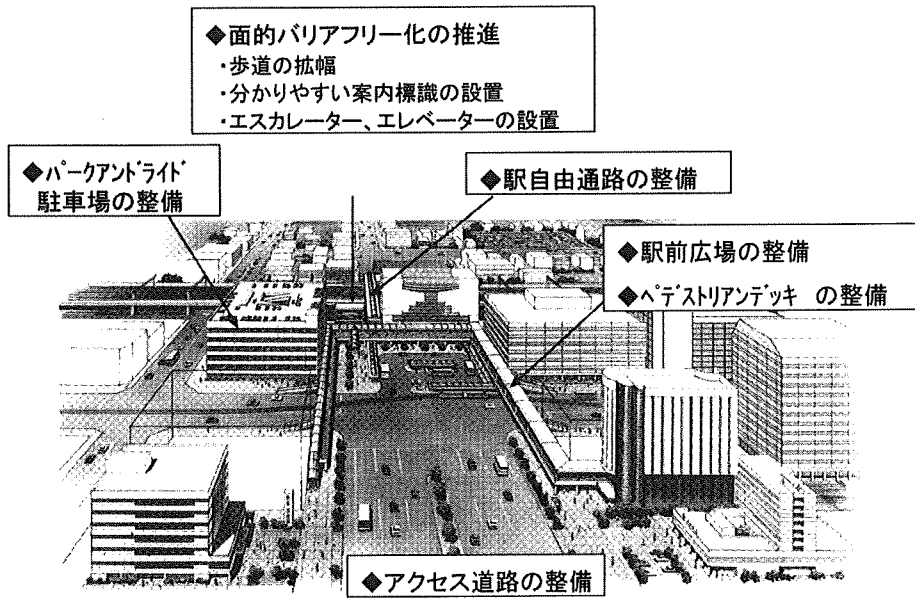 ◆面的バリアフリー化の推進
・歩道の拡幅
・分かりやすい案内標識の設置
・エスカレーター、エレベーターの設置
◆ﾊﾟｰｸｱﾝﾄﾞﾗｲﾄﾞ
駐車場の整備
◆駅自由通路の整備
◆駅前広場の整備
◆ﾍﾟﾃﾞｽﾄﾘｱﾝﾃﾞｯｷ の整備
◆アクセス道路の整備